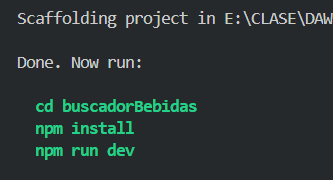 Scaffolding project in E:\CLASE\DAW
Done. Now run:
cd buscadorBebidas
npm install
npm run dev